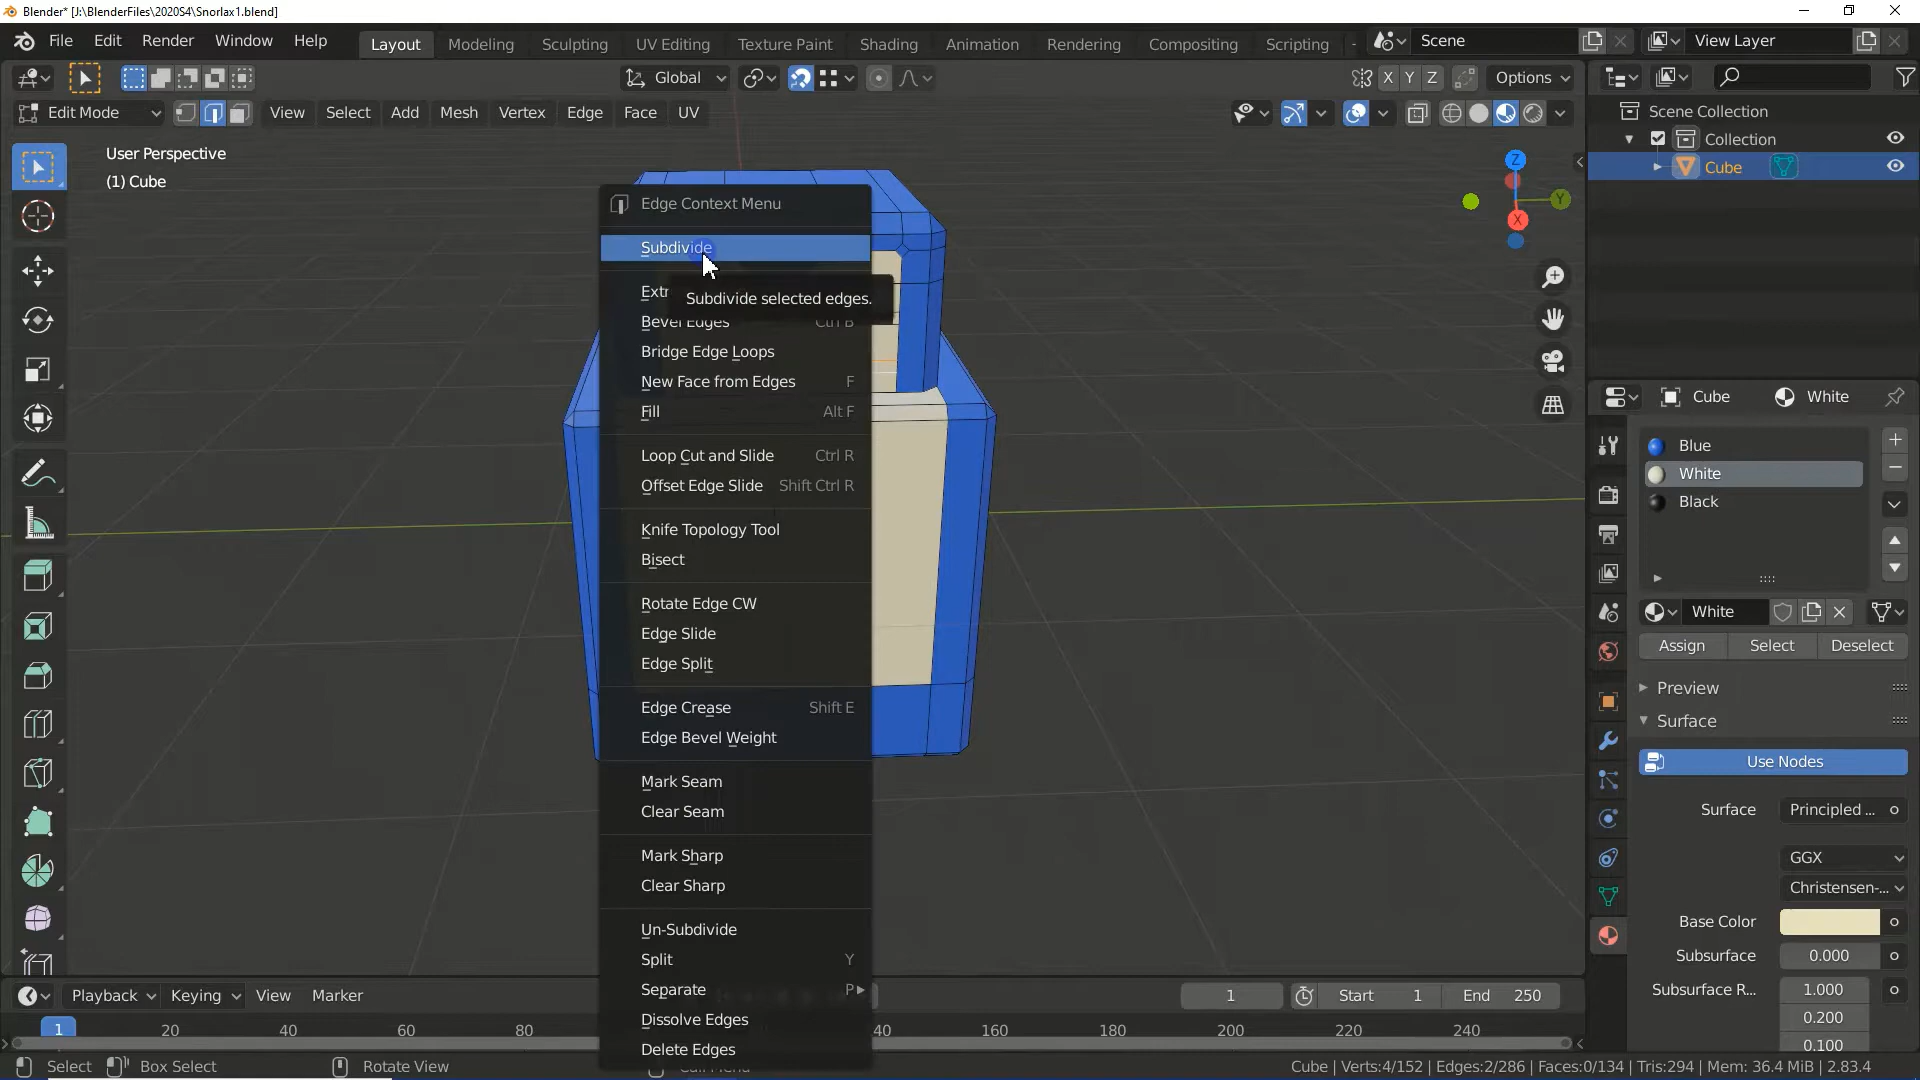 Blender* [J:\BlenderFiles\2020S4\Snorlax1.blend]
File Edit Render Window Help Layout Modeling Sculpting UV Editing Texture Paint Shading Animation Rendering Compositing Scripting Scene View Layer
Global X Y Z Options
Edit Mode View Select Add Mesh Vertex Edge Face UV
Scene Collection
Collection
Cube
User Perspective
(1) Cube
Z
Y
X
Edge Context Menu
Subdivide
Subdivide selected edges.
Bevel Edges Ctrl B
Bridge Edge Loops
New Face from Edges F
Fill Alt F
Loop Cut and Slide Ctrl R
Offset Edge Slide Shift Ctrl R
Knife Topology Tool
Bisect
Rotate Edge CW
Edge Slide
Edge Split
Edge Crease Shift E
Edge Bevel Weight
Mark Seam
Clear Seam
Mark Sharp
Clear Sharp
Un-Subdivide
Split Y
Separate P
Dissolve Edges
Delete Edges
Cube White
Blue
White
Black
White
Assign Select Deselect
Preview
Surface
Use Nodes
Surface Principled ...
GGX
Christensen-...
Base Color
Subsurface 0.000
Subsurface R... 1.000
0.200
0.100
Playback Keying View Marker 1 Start 1 End 250
1 20 40 60 80 140 160 180 200 220 240
Select Box Select Rotate View Cube | Verts:4/152 | Edges:2/286 | Faces:0/134 | Tris:294 | Mem: 36.4 MiB | 2.83.4